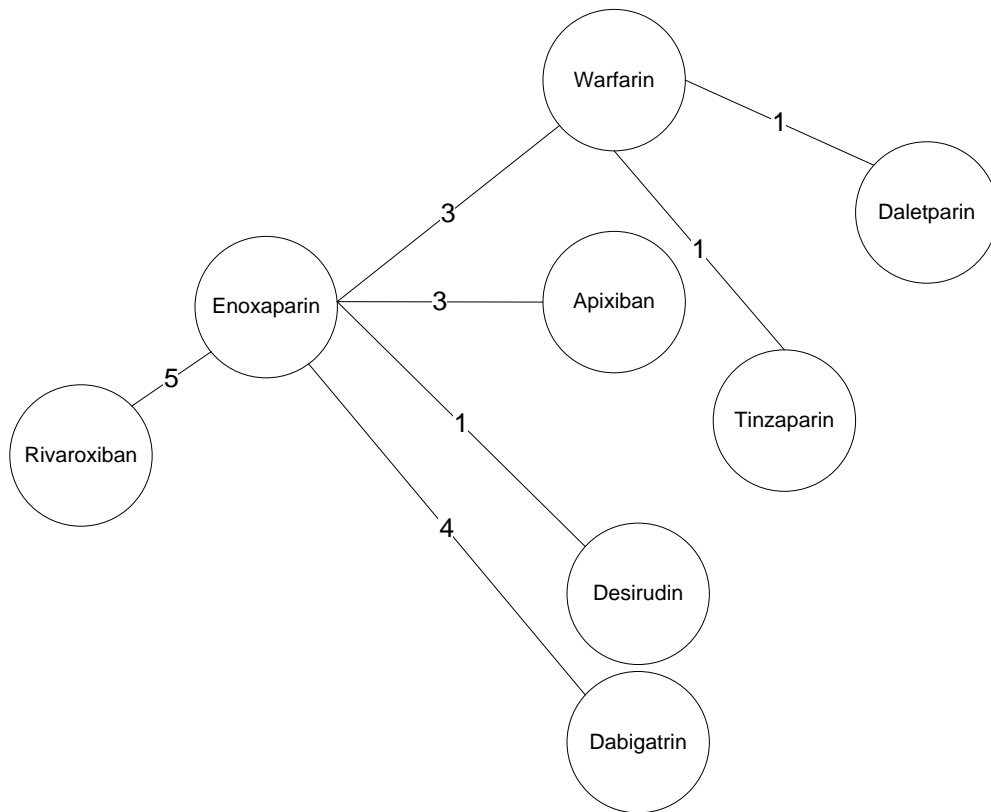 Warfarin
1
Daletparin
3
1
Enoxaparin
3
Apixiban
5
1
Tinzaparin
Rivaroxiban
4
Desirudin
Dabigatrin